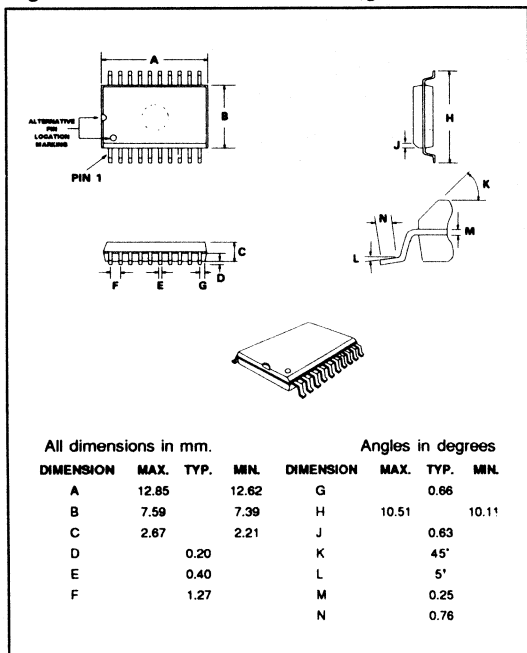 A
B
ALTERNATIVE
PIN
LOCATION
MARKING
PIN 1
H
J
K
N
M
L
C
D
F E G
All dimensions in mm. Angles in degrees
DIMENSION MAX. TYP. MIN. DIMENSION MAX. TYP. MIN.
A 12.85 12.62 G 0.66
B 7.59 7.39 H 10.51 10.11
C 2.67 2.21 J 0.63
D 0.20 K 45°
E 0.40 L 5°
F 1.27 M 0.25
N 0.76